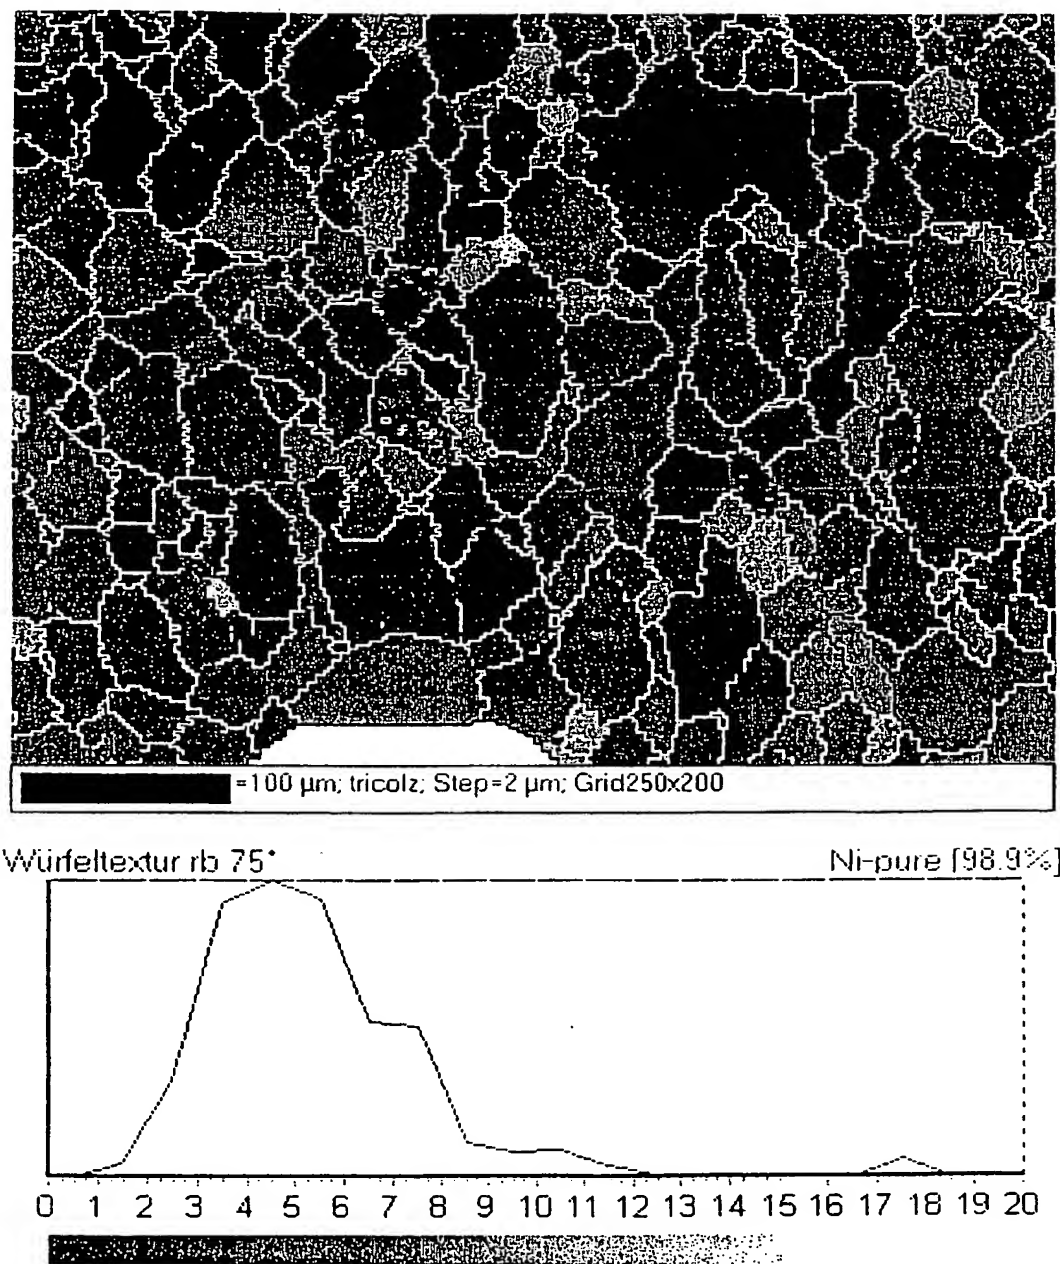 =100 µm; tricolz; Step=2 µm; Grid250x200
Würfeltextur rb 75° Ni-pure [98.9%]
0 1 2 3 4 5 6 7 8 9 10 11 12 13 14 15 16 17 18 19 20